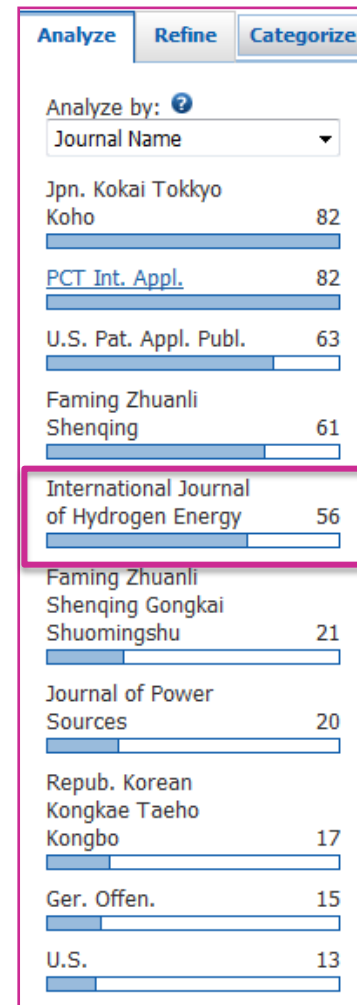 Analyze Refine Categorize
Analyze by: ?
Journal Name
Jpn. Kokai Tokkyo
Koho 82
PCT Int. Appl. 82
U.S. Pat. Appl. Publ. 63
Faming Zhuanli
Shenqing 61
International Journal
of Hydrogen Energy 56
Faming Zhuanli
Shenqing Gongkai
Shuomingshu 21
Journal of Power
Sources 20
Repub. Korean
Kongkae Taeho
Kongbo 17
Ger. Offen. 15
U.S. 13